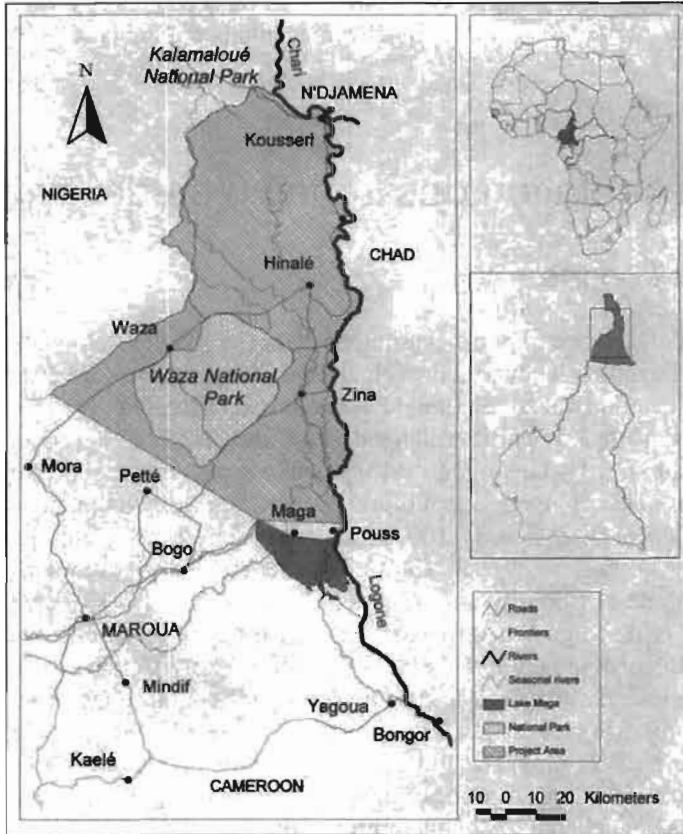 Kalamaloué
National Park
Chari
N
N'DJAMENA
Kousseri
NIGERIA
CHAD
Hinalé
Waza
Waza National
Park
Zina
Mora
Petté
Maga
Pouss
Bogo
Logone
MAROUA
Mindif
Yagoua
Bongor
Kaelé
CAMEROON
Roads
Frontiers
Rivers
Seasonal rivers
Lake Maga
National Park
Project Area
10 0 10 20 Kilometers